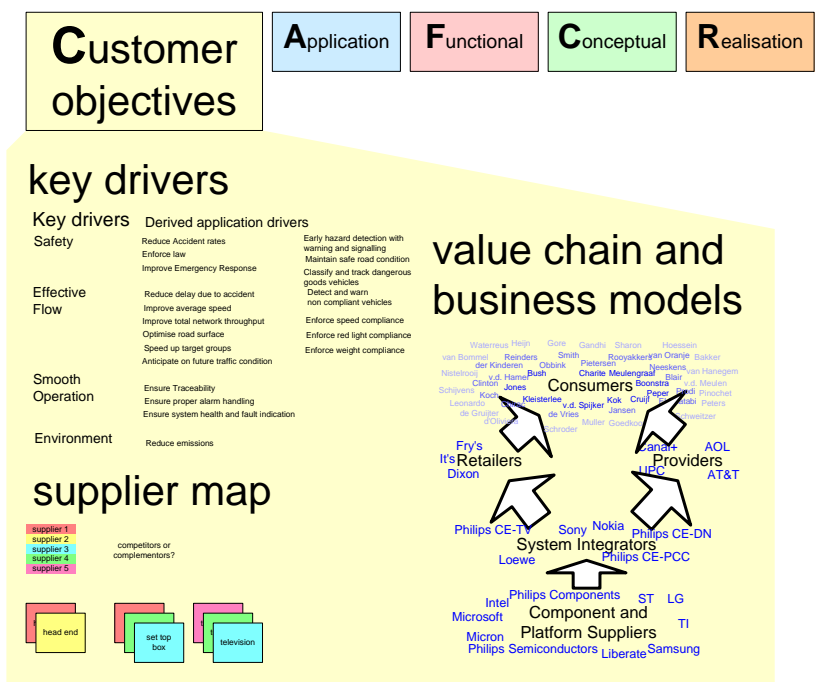 Customer objectives
Application
Functional
Conceptual
Realisation
key drivers
Key drivers
Derived application drivers
Safety
Reduce Accident rates
Enforce law
Improve Emergency Response
Early hazard detection with
warning and signalling
Maintain safe road condition
Classify and track dangerous
goods vehicles
Detect and warn
non compliant vehicles
Effective
Flow
Reduce delay due to accident
Improve average speed
Improve total network throughput
Optimise road surface
Speed up target groups
Anticipate on future traffic condition
Enforce speed compliance
Enforce red light compliance
Enforce weight compliance
Smooth
Operation
Ensure Traceability
Ensure proper alarm handling
Ensure system health and fault indication
Environment
Reduce emissions
supplier map
supplier 1
supplier 2
supplier 3
supplier 4
supplier 5
competitors or
complementors?
head end
set top
box
television
value chain and
business models
Waterreus Heijn Gore Gandhi Sharon Hoessein
van Bommel Reinders Smith Rooyakkers van Oranje Bakker
der Kinderen Obbink Pietersen Neeskens
Nistelrooij v.d. Hamer Bush Charite Meulengraaf Blair van Hanegem
Clinton Consumers Boonstra v.d. Meulen
Schijvens Koch Jones Peper Pinochet
Leonardo Kleisterlee v.d. Spijker Kok Cruijf Peters
de Gruijter de Vries Jansen Schweitzer
Schroder Muller
Fry's
It's Retailers
Dixon
Canal+ AOL
Providers
UPC AT&T
Philips CE-TV Sony Nokia Philips CE-DN
System Integrators
Loewe Philips CE-PCC
Philips Components ST LG
Intel
Microsoft Component and TI
Micron Platform Suppliers
Philips Semiconductors Liberate Samsung